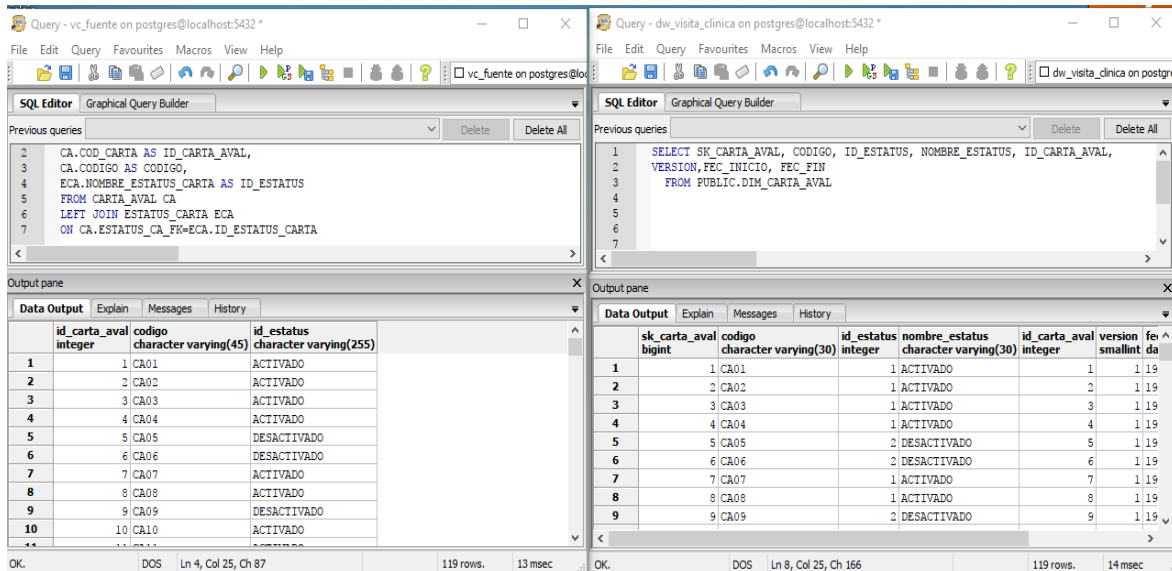 Query - vc_fuente on postgres@localhost:5432 *
File Edit Query Favourites Macros View Help
vc_fuente on postgres@loc
SQL Editor Graphical Query Builder
Previous queries Delete Delete All
2 CA.COD_CARTA AS ID_CARTA_AVAL,
3 CA.CODIGO AS CODIGO,
4 ECA.NOMBRE_ESTATUS_CARTA AS ID_ESTATUS
5 FROM CARTA_AVAL CA
6 LEFT JOIN ESTATUS_CARTA ECA
7 ON CA.ESTATUS_CA_FK=ECA.ID_ESTATUS_CARTA
Output pane X
Data Output Explain Messages History
id_carta_aval codigo id_estatus
integer character varying(45) character varying(255)
1 1 CA01 ACTIVADO
2 2 CA02 ACTIVADO
3 3 CA03 ACTIVADO
4 4 CA04 ACTIVADO
5 5 CA05 DESACTIVADO
6 6 CA06 DESACTIVADO
7 7 CA07 ACTIVADO
8 8 CA08 ACTIVADO
9 9 CA09 DESACTIVADO
10 10 CA10 ACTIVADO
OK. DOS Ln 4, Col 25, Ch 87 119 rows. 13 msec
Query - dw_visita_clinica on postgres@localhost:5432 *
File Edit Query Favourites Macros View Help
dw_visita_clinica on postgre
SQL Editor Graphical Query Builder
Previous queries Delete Delete All
1 SELECT SK_CARTA_AVAL, CODIGO, ID_ESTATUS, NOMBRE_ESTATUS, ID_CARTA_AVAL,
2 VERSION,FEC_INICIO, FEC_FIN
3 FROM PUBLIC.DIM_CARTA_AVAL
4
5
6
7
Output pane X
Data Output Explain Messages History
sk_carta_aval codigo id_estatus nombre_estatus id_carta_aval version fe
bigint character varying(30) integer character varying(30) integer smallint da
1 1 CA01 1 ACTIVADO 1 1 19
2 2 CA02 1 ACTIVADO 2 1 19
3 3 CA03 1 ACTIVADO 3 1 19
4 4 CA04 1 ACTIVADO 4 1 19
5 5 CA05 2 DESACTIVADO 5 1 19
6 6 CA06 2 DESACTIVADO 6 1 19
7 7 CA07 1 ACTIVADO 7 1 19
8 8 CA08 1 ACTIVADO 8 1 19
9 9 CA09 2 DESACTIVADO 9 1 19
OK. DOS Ln 8, Col 25, Ch 166 119 rows. 14 msec